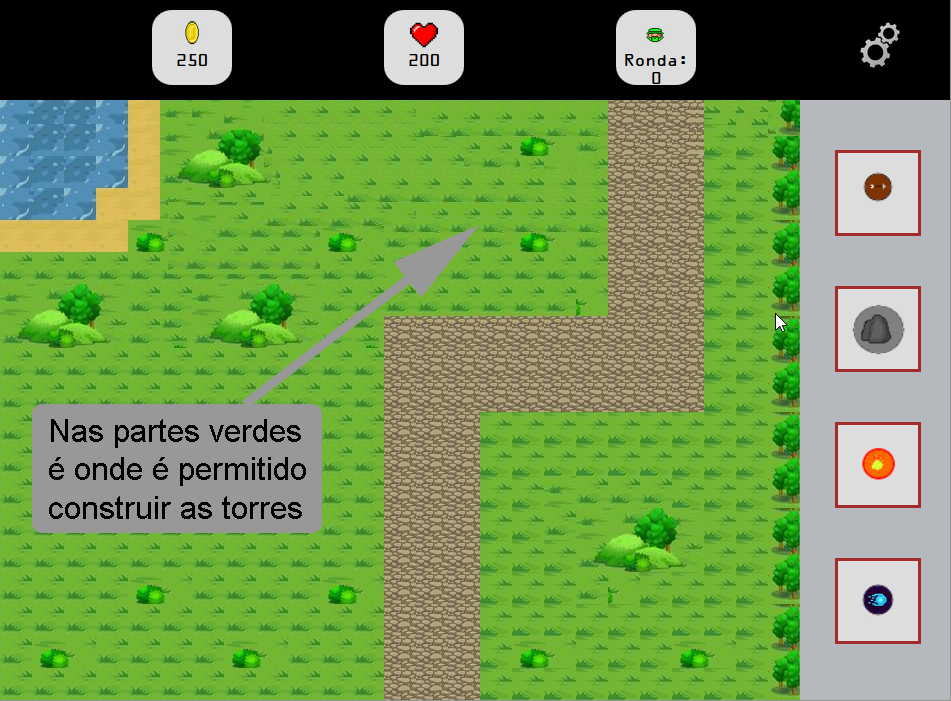 250
200
Ronda:
0
Nas partes verdes
é onde é permitido
construir as torres